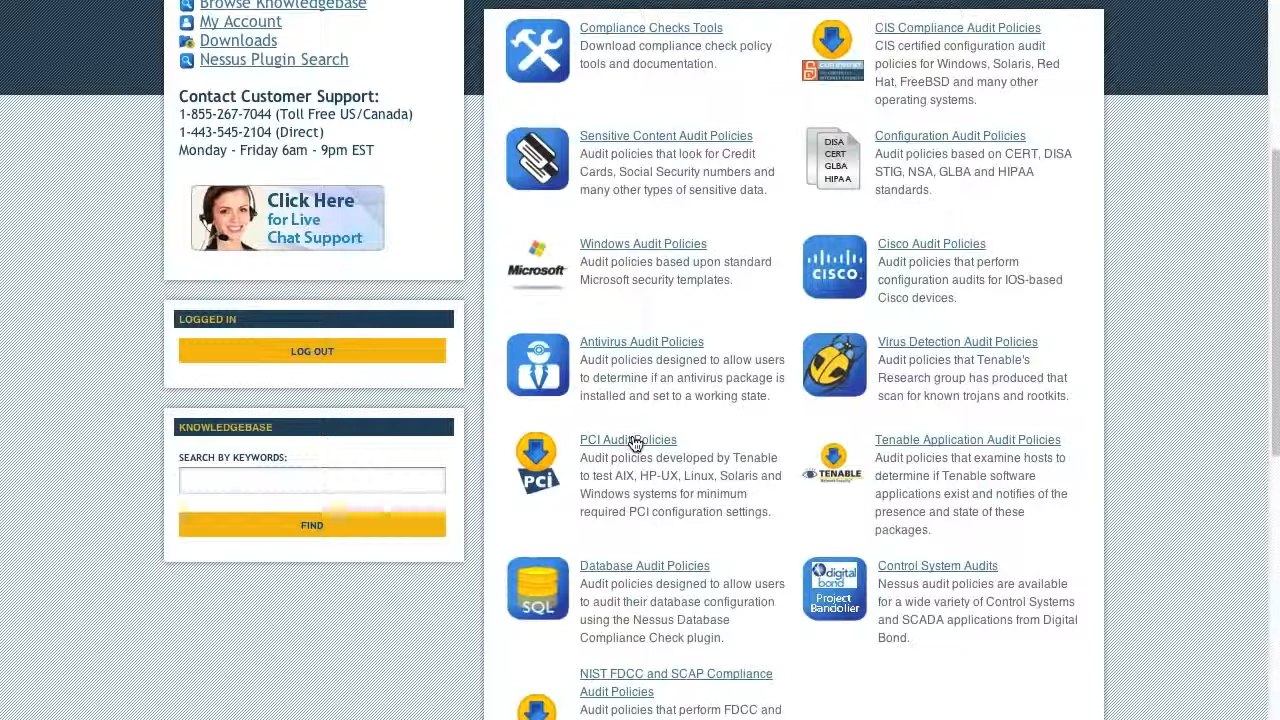 Browse Knowledgebase
My Account
Downloads
Nessus Plugin Search
Contact Customer Support:
1-855-267-7044 (Toll Free US/Canada)
1-443-545-2104 (Direct)
Monday - Friday 6am - 9pm EST
Click Here
for Live
Chat Support
LOGGED IN
LOG OUT
KNOWLEDGEBASE
SEARCH BY KEYWORDS:
FIND
Compliance Checks Tools
Download compliance check policy
tools and documentation.
CIS Compliance Audit Policies
CIS certified configuration audit
policies for Windows, Solaris, Red
Hat, FreeBSD and many other
operating systems.
Sensitive Content Audit Policies
Audit policies that look for Credit
Cards, Social Security numbers and
many other types of sensitive data.
DISA
CERT
GLBA
HIPAA
Configuration Audit Policies
Audit policies based on CERT, DISA
STIG, NSA, GLBA and HIPAA
standards.
Microsoft
Windows Audit Policies
Audit policies based upon standard
Microsoft security templates.
CISCO
Cisco Audit Policies
Audit policies that perform
configuration audits for IOS-based
Cisco devices.
Antivirus Audit Policies
Audit policies designed to allow users
to determine if an antivirus package is
installed and set to a working state.
Virus Detection Audit Policies
Audit policies that Tenable's
Research group has produced that
scan for known trojans and rootkits.
PCI
PCI Audit Policies
Audit policies developed by Tenable
to test AIX, HP-UX, Linux, Solaris and
Windows systems for minimum
required PCI configuration settings.
TENABLE
Tenable Application Audit Policies
Audit policies that examine hosts to
determine if Tenable software
applications exist and notifies of the
presence and state of these
packages.
SQL
Database Audit Policies
Audit policies designed to allow users
to audit their database configuration
using the Nessus Database
Compliance Check plugin.
digital
bond
Project
Bandolier
Control System Audits
Nessus audit policies are available
for a wide variety of Control Systems
and SCADA applications from Digital
Bond.
NIST FDCC and SCAP Compliance
Audit Policies
Audit policies that perform FDCC and